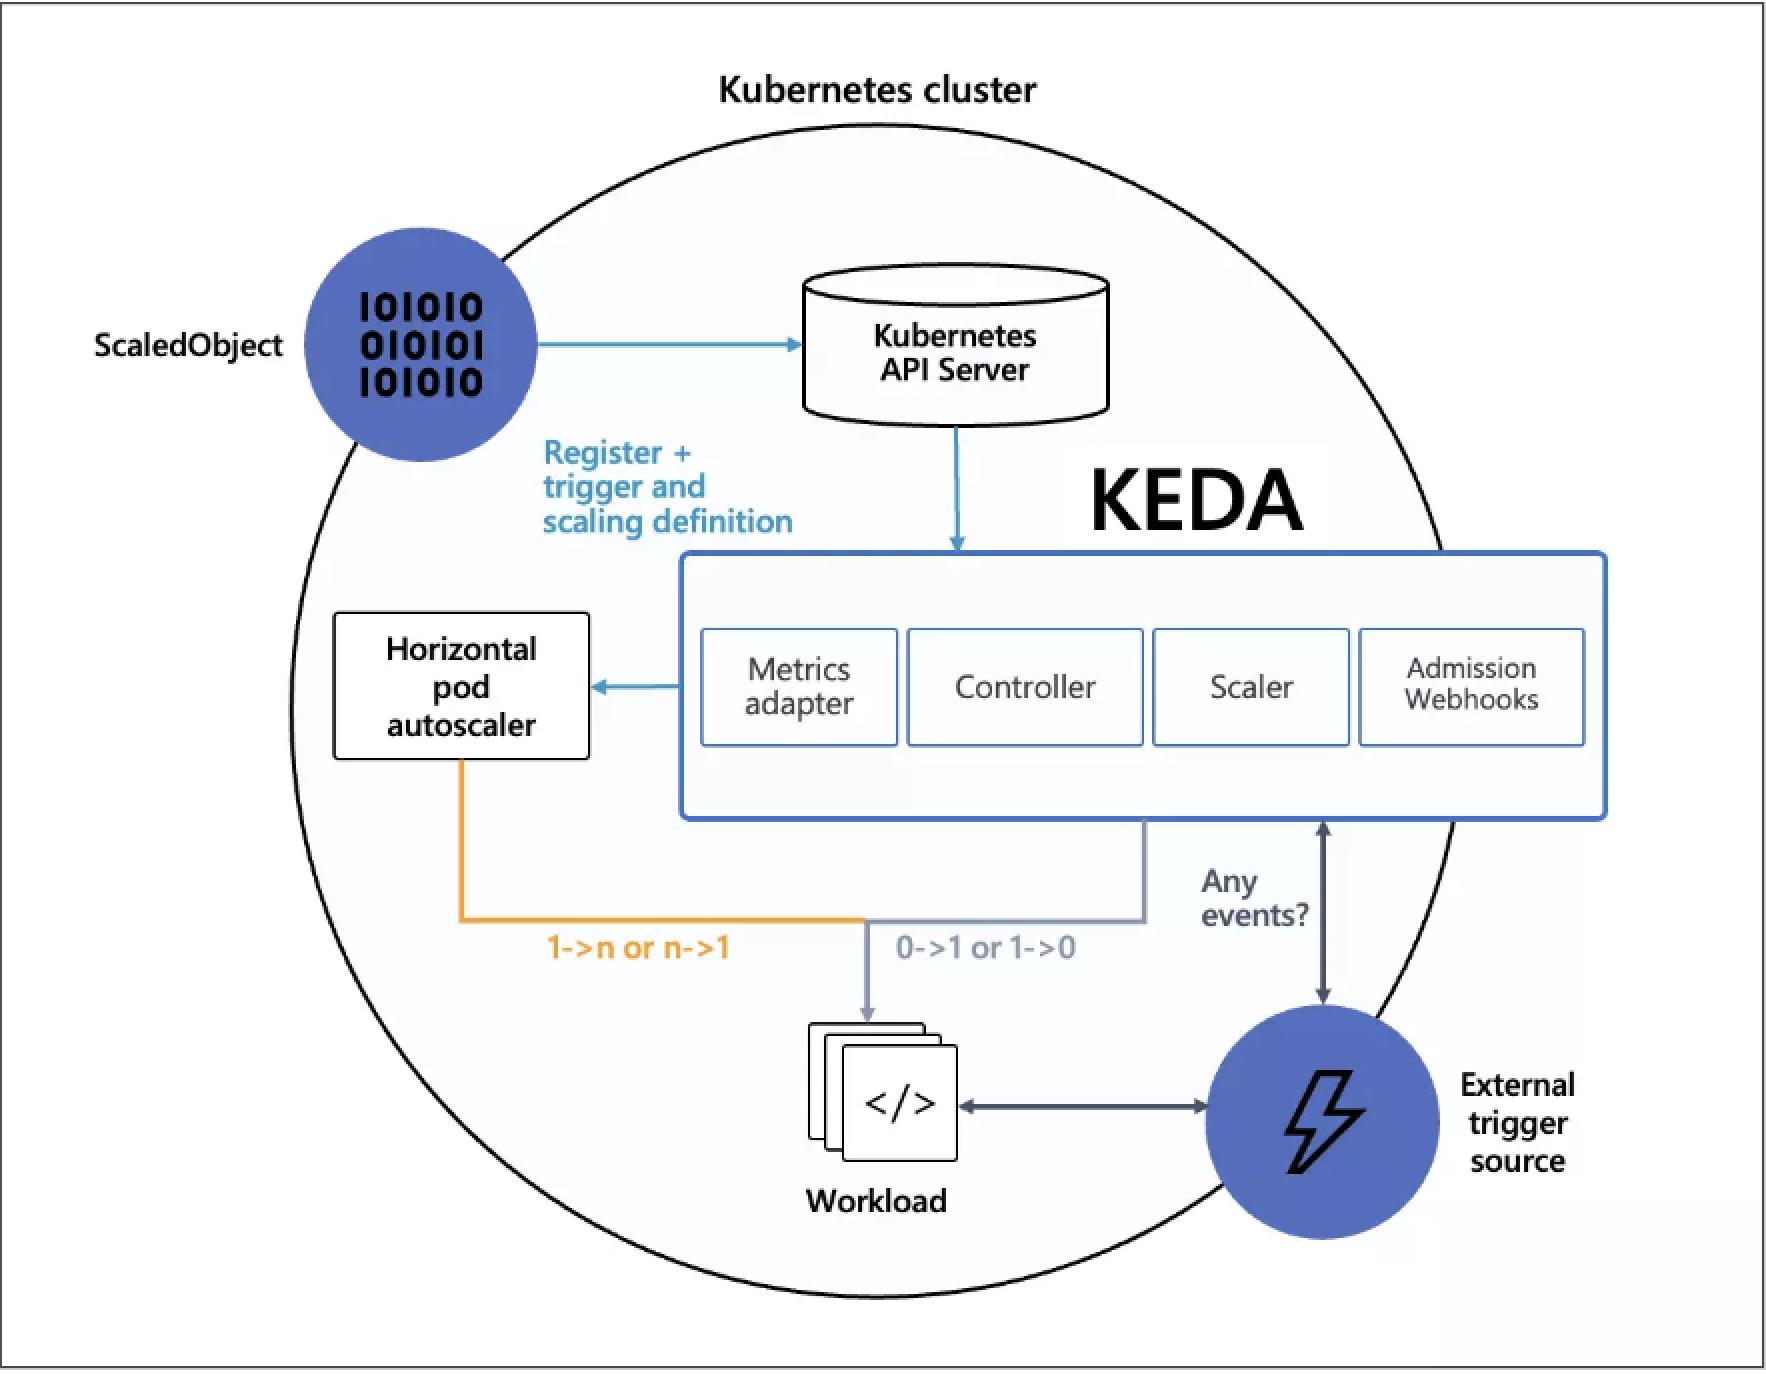 Kubernetes cluster
ScaledObject
101010
010101
101010
Kubernetes
API Server
Register +
trigger and
scaling definition
KEDA
Horizontal
pod
autoscaler
Metrics
adapter
Controller
Scaler
Admission
Webhooks
Any
events?
1->n or n->1
0->1 or 1->0
</>
Workload
External
trigger
source